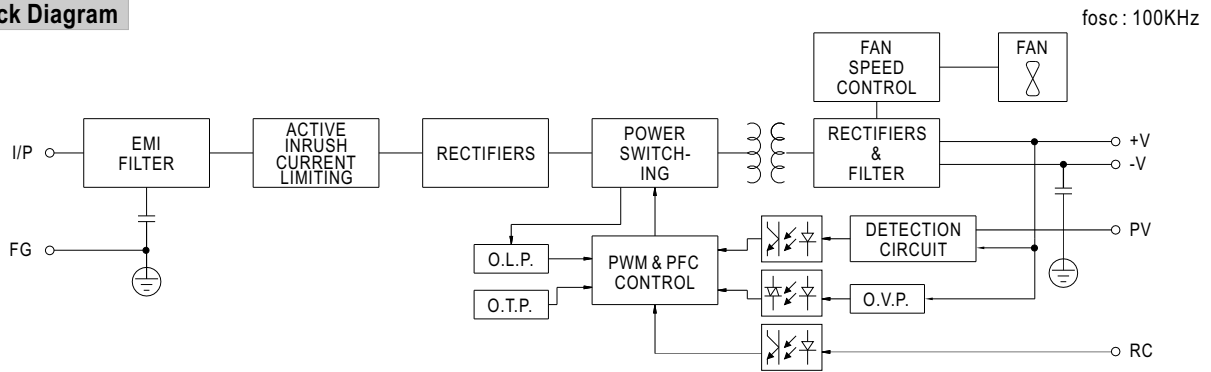 ck Diagram
fosc : 100KHz
FAN
SPEED
CONTROL
FAN
I/P
EMI
FILTER
ACTIVE
INRUSH
CURRENT
LIMITING
RECTIFIERS
POWER
SWITCH-
ING
RECTIFIERS
&
FILTER
+V
-V
FG
O.L.P.
O.T.P.
PWM & PFC
CONTROL
DETECTION
CIRCUIT
PV
O.V.P.
RC